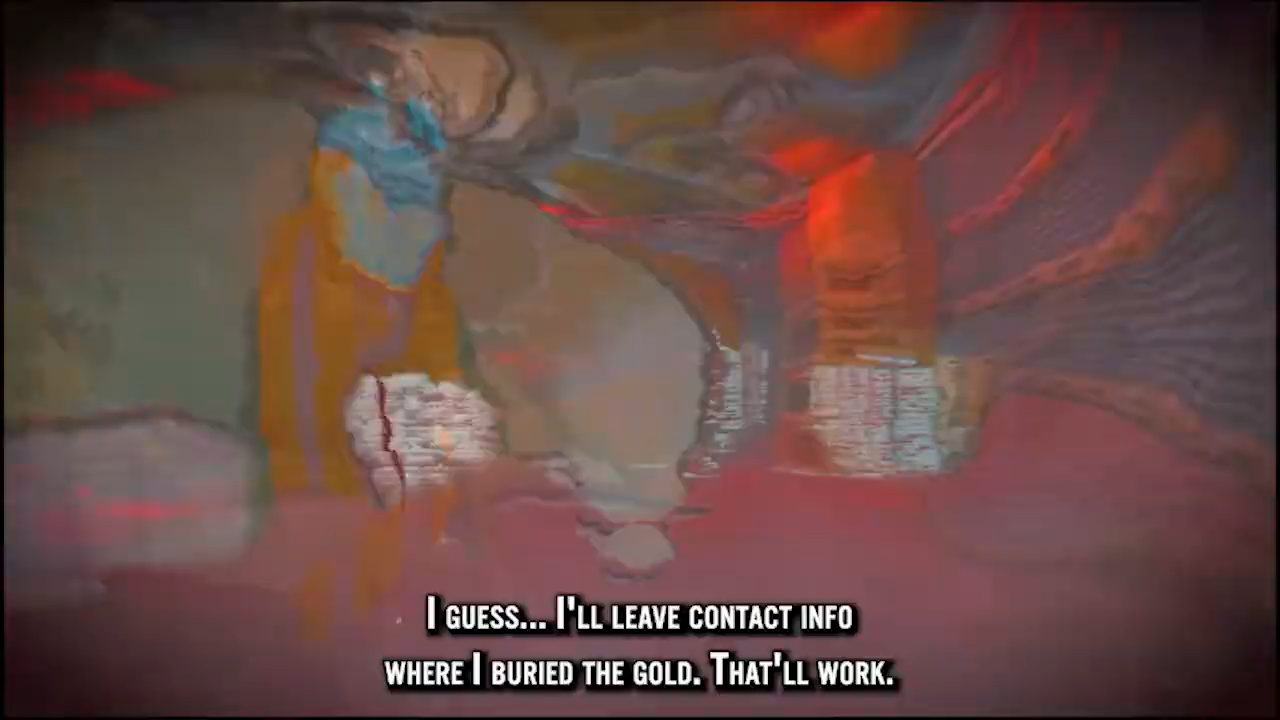 I guess... I'll leave contact info
where I buried the gold. That'll work.